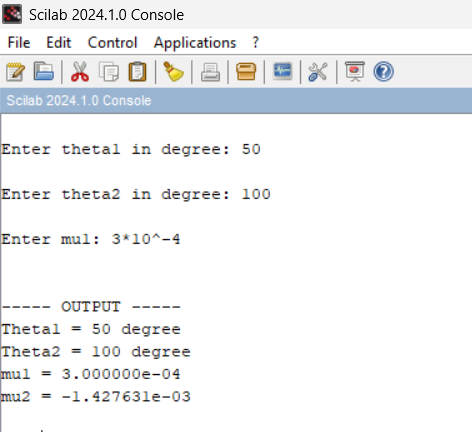 Scilab 2024.1.0 Console
File Edit Control Applications ?
Scilab 2024.1.0 Console
Enter theta1 in degree: 50
Enter theta2 in degree: 100
Enter mu1: 3*10^-4
----- OUTPUT -----
Theta1 = 50 degree
Theta2 = 100 degree
mu1 = 3.000000e-04
mu2 = -1.427631e-03